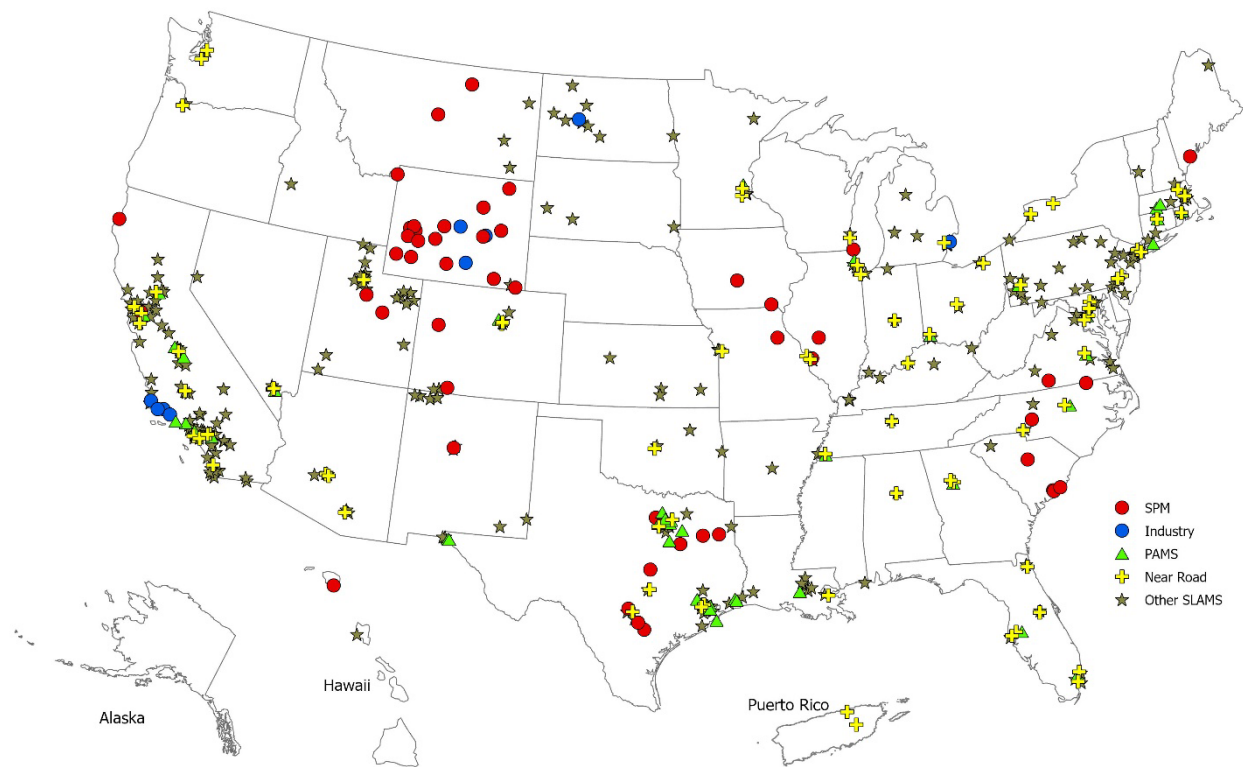 SPM
Industry
PAMS
Near Road
Other SLAMS
Hawaii
Alaska
Puerto Rico